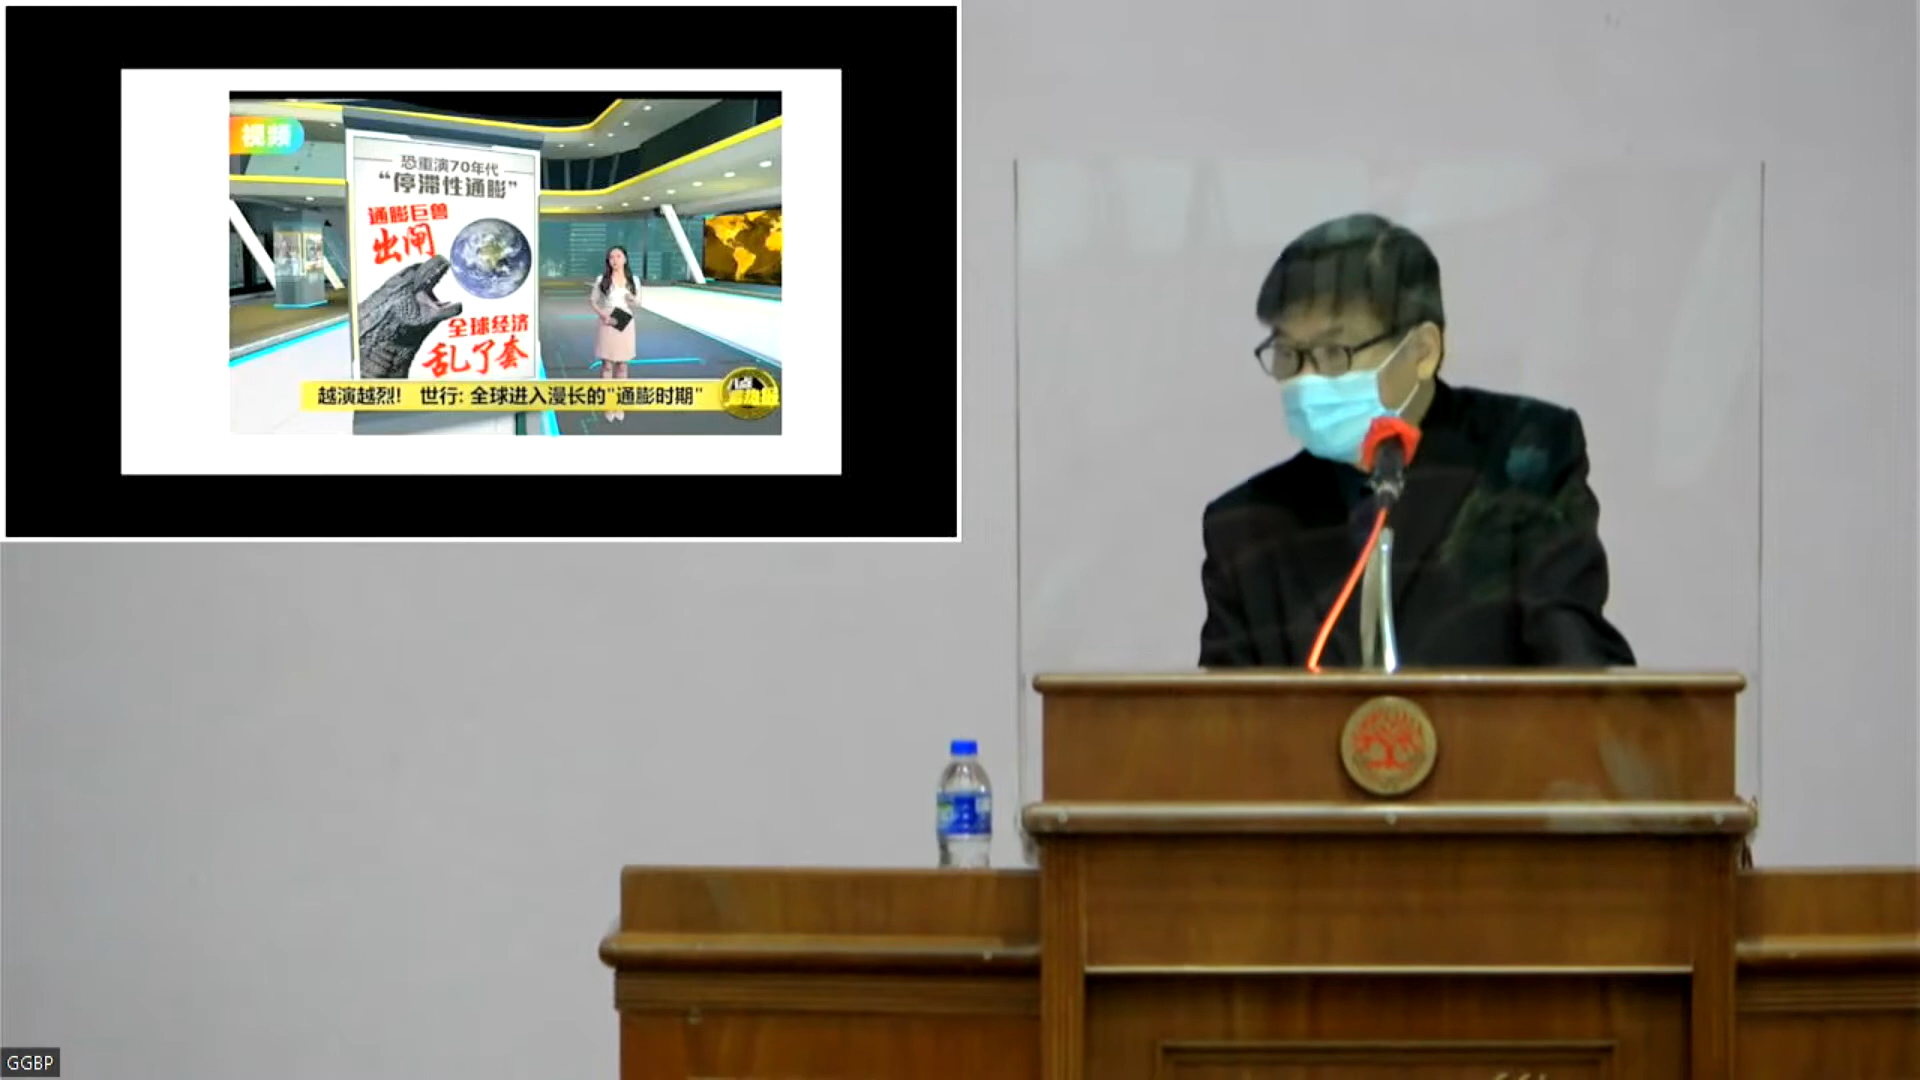 视频
恐重演70年代
“停滞性通膨”
通膨巨兽
出闸
全球经济
乱了套
越演越烈! 世行: 全球进入漫长的"通膨时期"
GGBP